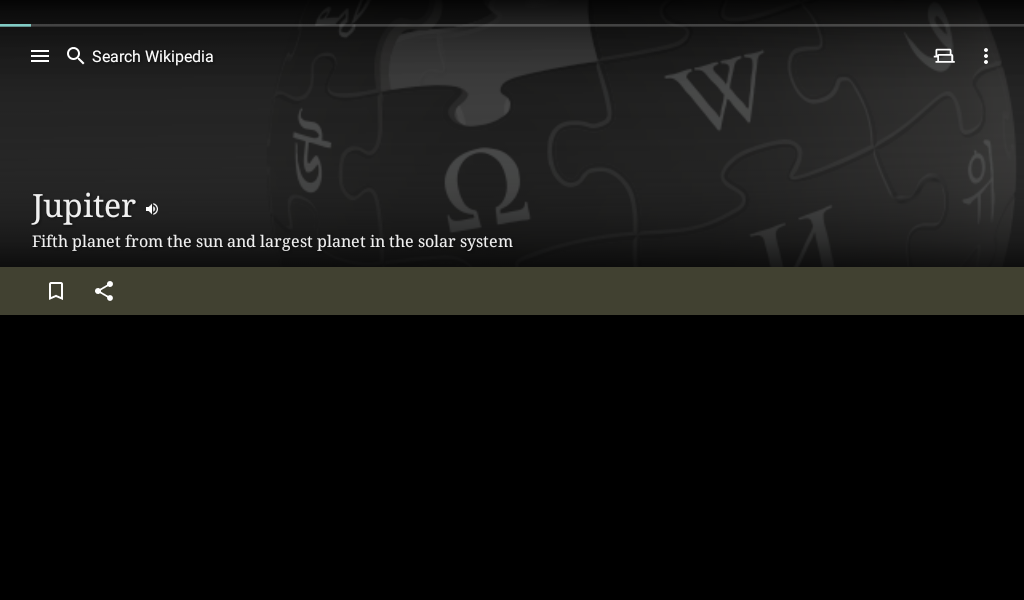 Search Wikipedia
W
Ω
И
Jupiter
Fifth planet from the sun and largest planet in the solar system